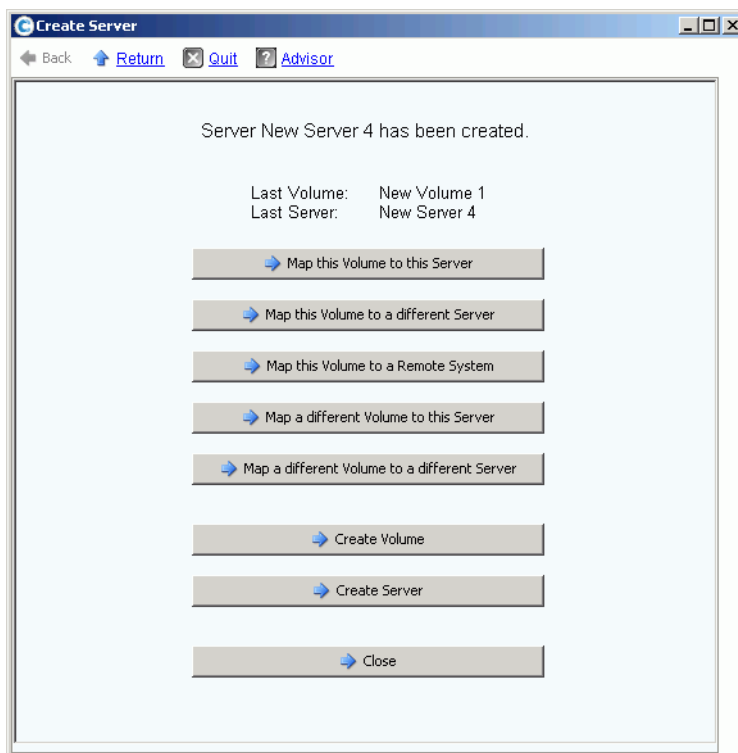 Create Server
Back Return Quit Advisor
Server New Server 4 has been created.
Last Volume: New Volume 1
Last Server: New Server 4
Map this Volume to this Server
Map this Volume to a different Server
Map this Volume to a Remote System
Map a different Volume to this Server
Map a different Volume to a different Server
Create Volume
Create Server
Close